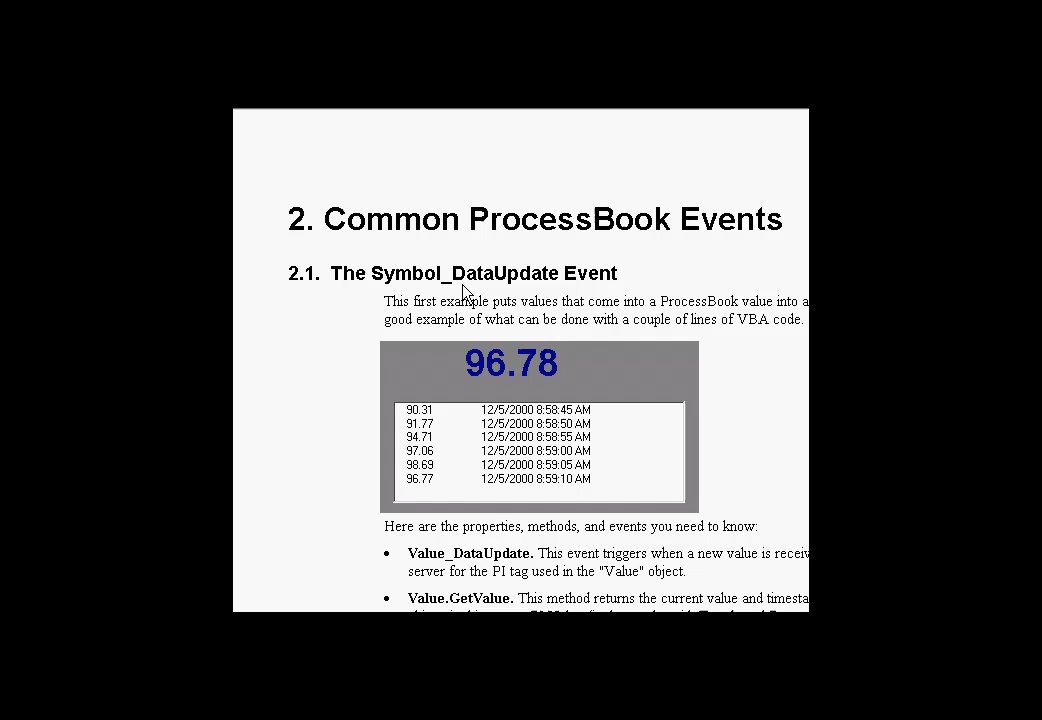 2. Common ProcessBook Events
2.1. The Symbol_DataUpdate Event
This first example puts values that come into a ProcessBook value into a
good example of what can be done with a couple of lines of VBA code.
96.78
90.31 12/5/2000 8:58:45 AM
91.77 12/5/2000 8:58:50 AM
94.71 12/5/2000 8:58:55 AM
97.06 12/5/2000 8:59:00 AM
98.69 12/5/2000 8:59:05 AM
96.77 12/5/2000 8:59:10 AM
Here are the properties, methods, and events you need to know:
• Value_DataUpdate. This event triggers when a new value is receiv
server for the PI tag used in the "Value" object.
• Value.GetValue. This method returns the current value and timesta